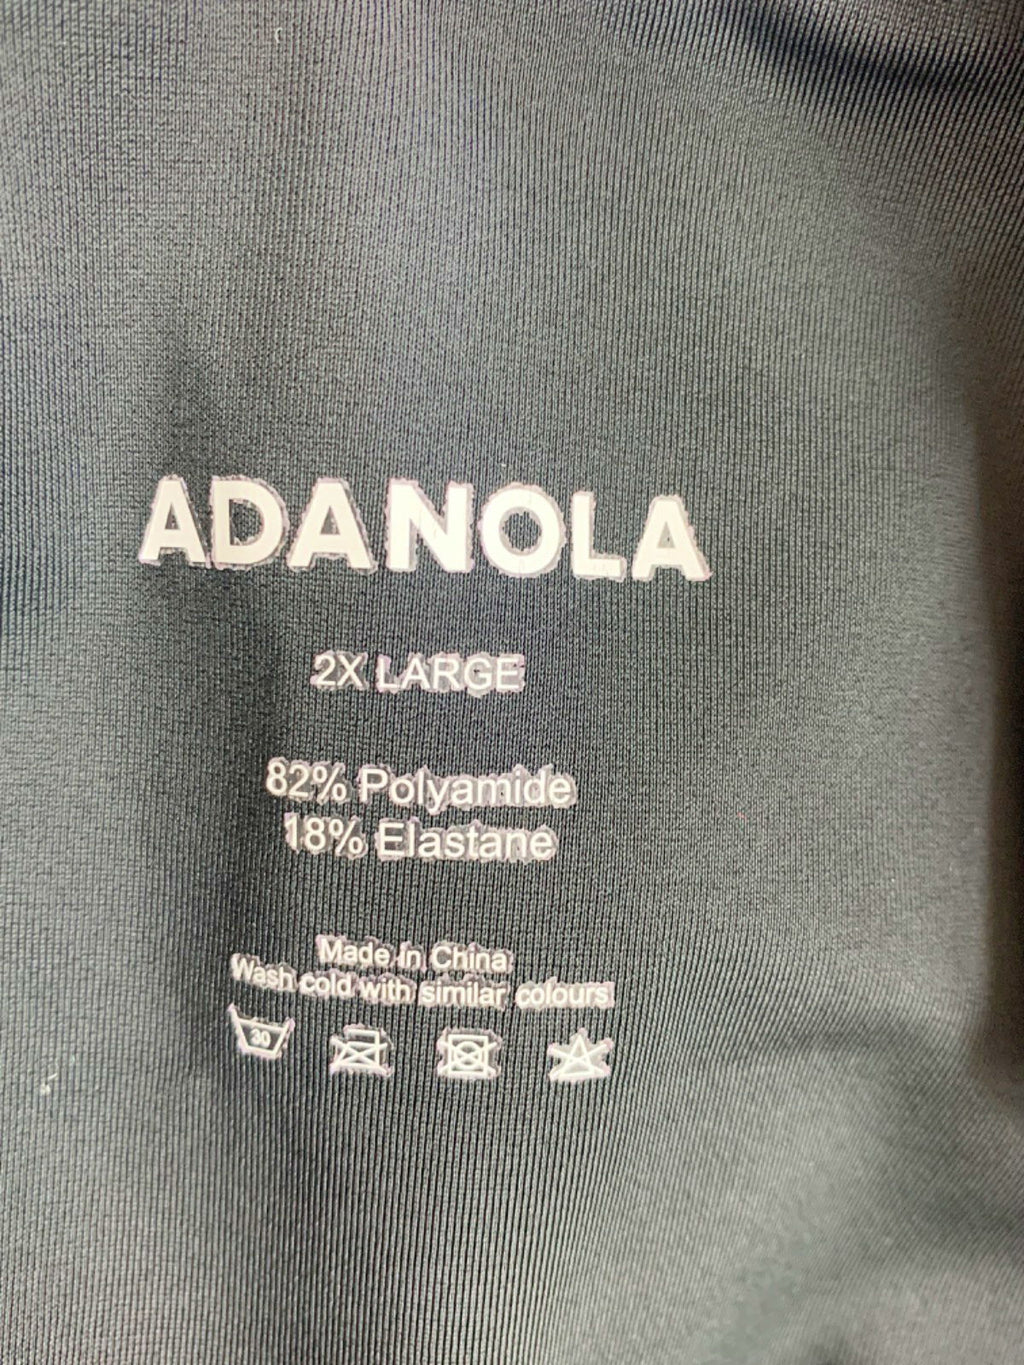 ADANOLA
2X LARGE
82% Polyamide
18% Elastane
Made In China
Wash cold with similar colours
30